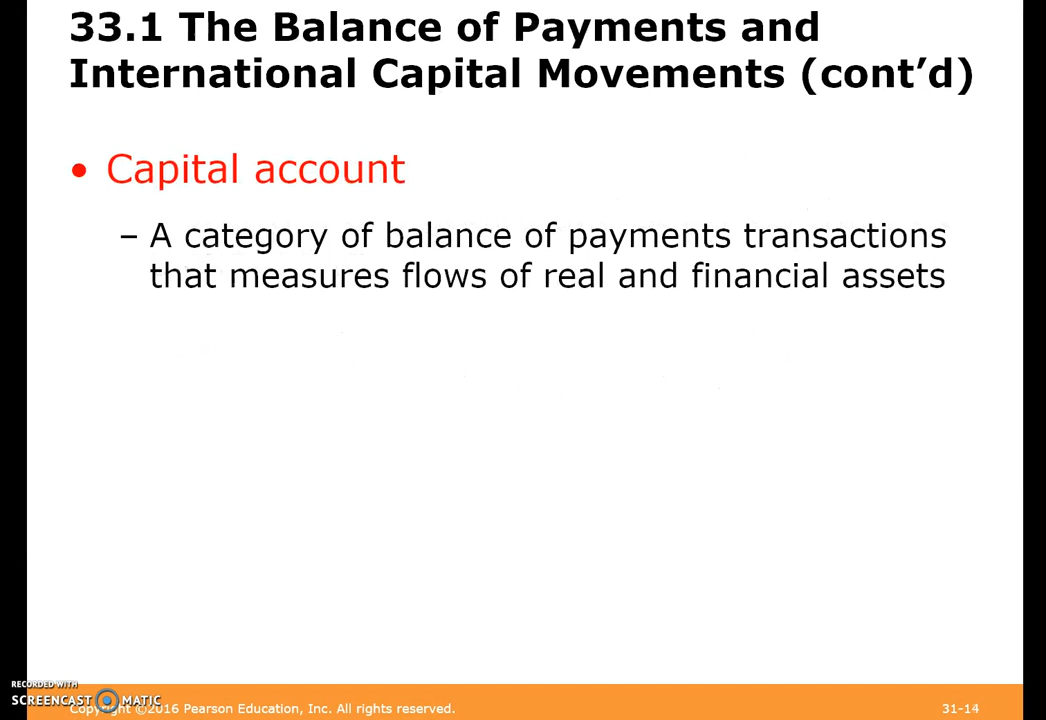 33.1 The Balance of Payments and
International Capital Movements (cont’d)
• Capital account
– A category of balance of payments transactions
that measures flows of real and financial assets
RECORDED WITH
SCREENCAST MATIC
Copyright ©2016 Pearson Education, Inc. All rights reserved.
31-14